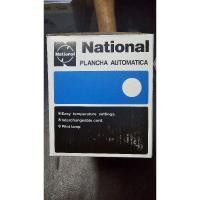 National
National
PLANCHA AUTOMATICA
Easy temperature settings.
Interchangeable cord.
Pilot lamp